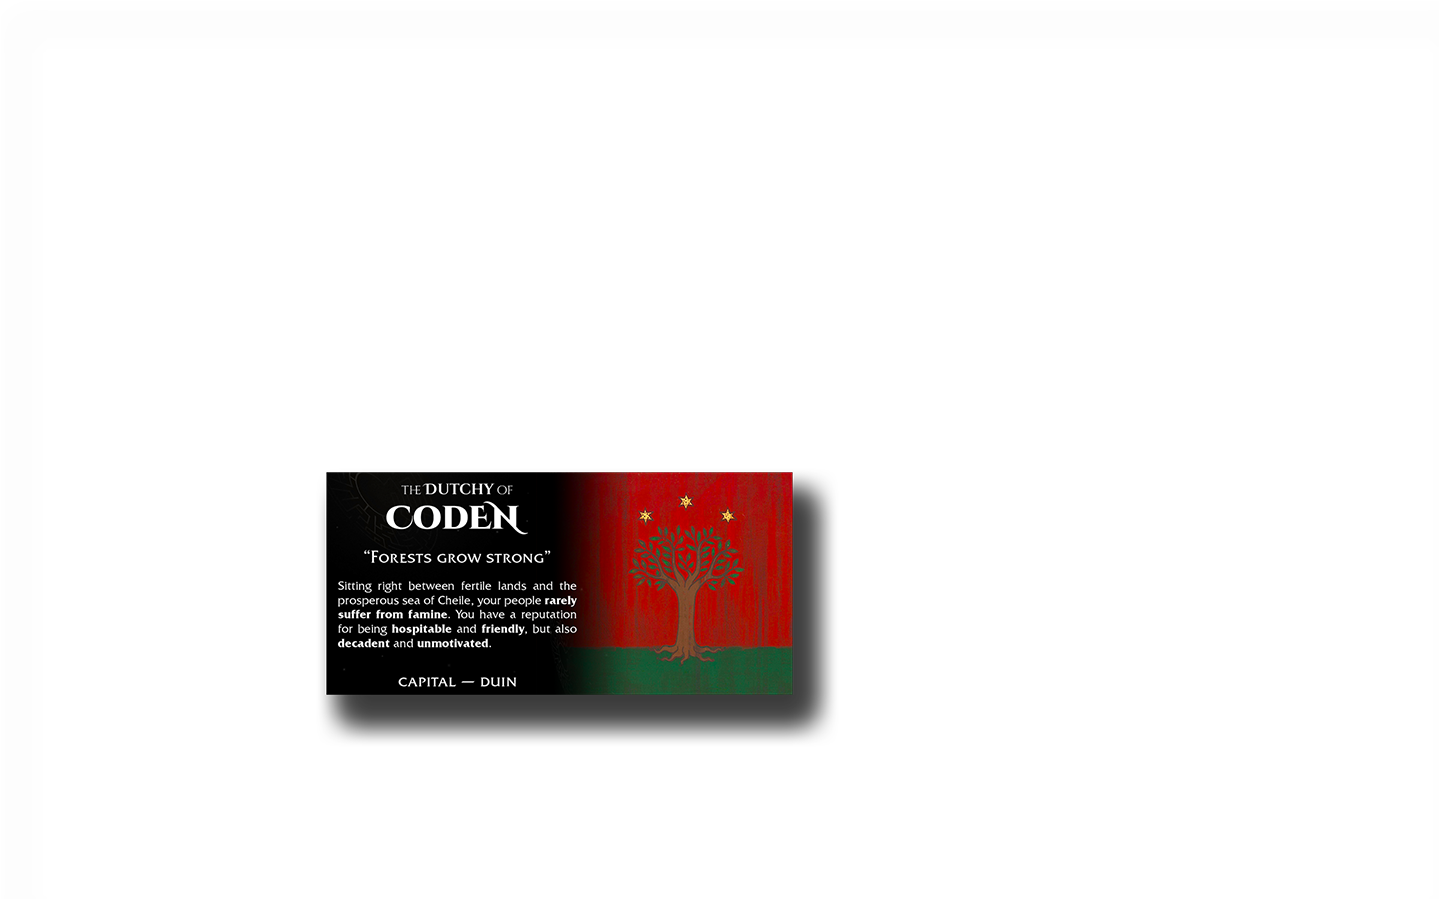 THE DUTCHY OF
CODEN
“FORESTS GROW STRONG”
Sitting right between fertile lands and the
prosperous sea of Cheile, your people rarely
suffer from famine. You have a reputation
for being hospitable and friendly, but also
decadent and unmotivated.
CAPITAL — DUIN